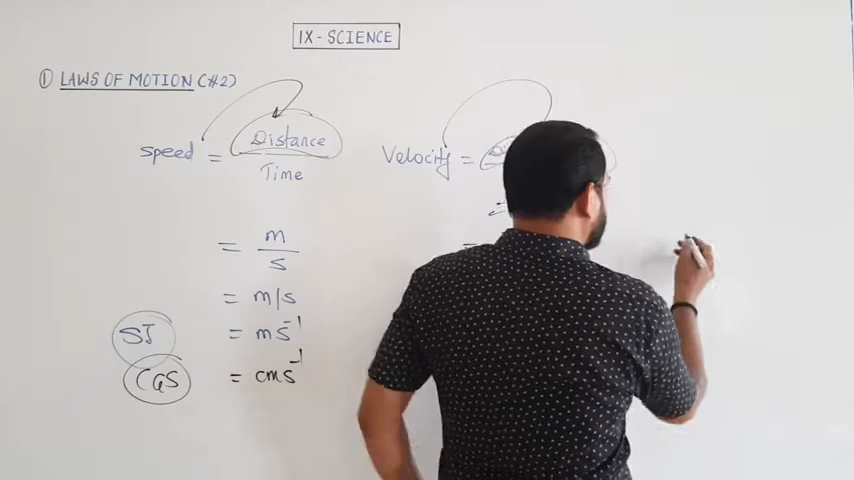 IX - SCIENCE
① LAWS OF MOTION (#2)
speed = Distance
Time
Velocity =
= m
s
= m/s
SI = ms⁻¹
CGS = cms⁻¹